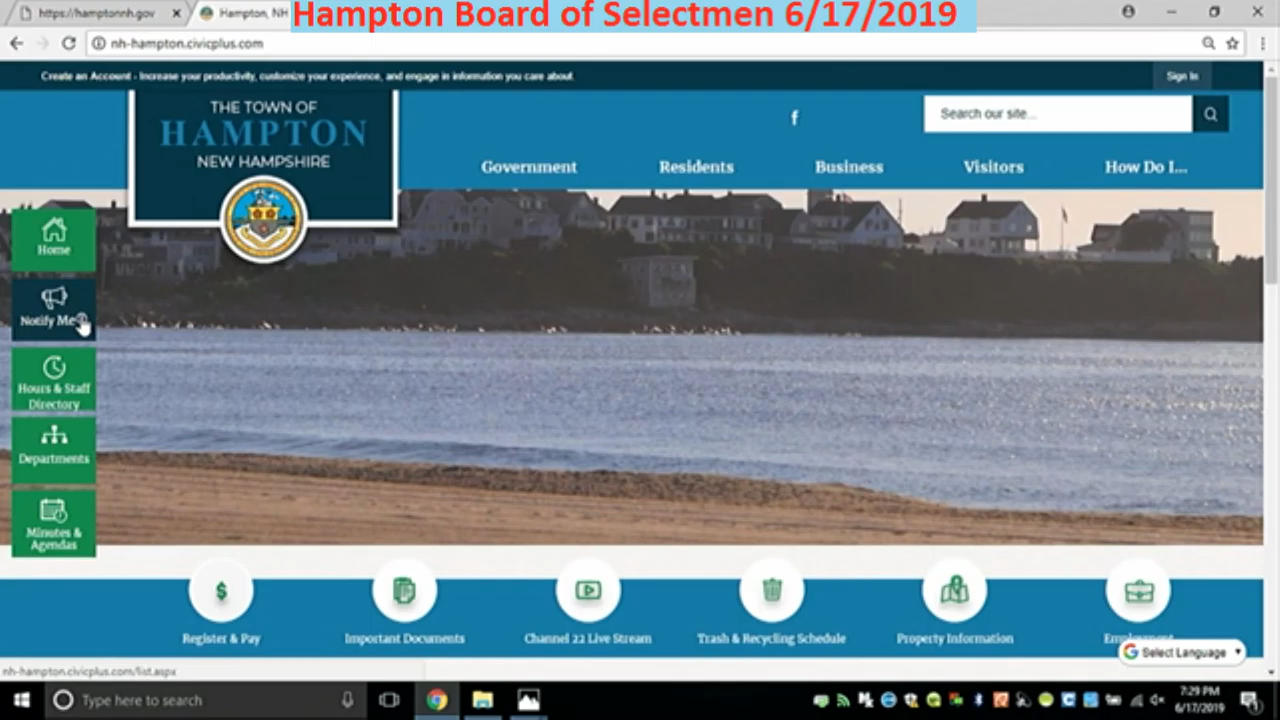 https://hamptonnh.gov
Hampton, NH
Hampton Board of Selectmen 6/17/2019
nh-hampton.civicplus.com
Create an Account - Increase your productivity, customize your experience, and engage in information you care about.
Sign In
THE TOWN OF
HAMPTON
NEW HAMPSHIRE
Search our site...
Government
Residents
Business
Visitors
How Do I...
Home
Notify Me
Hours & Staff
Directory
Departments
Minutes &
Agendas
Register & Pay
Important Documents
Channel 22 Live Stream
Trash & Recycling Schedule
Property Information
Employment
Select Language
nh-hampton.civicplus.com/list.aspx
Type here to search
7:29 PM
6/17/2019